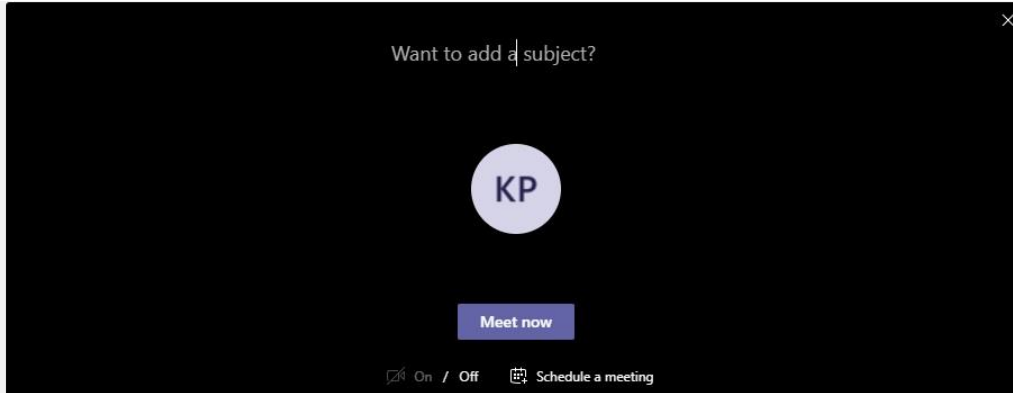 Want to add a subject?
KP
Meet now
On / Off Schedule a meeting